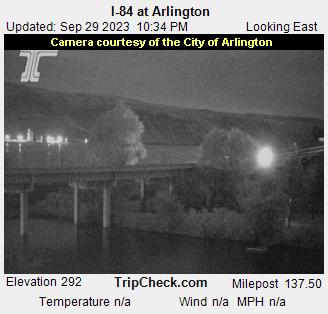 I-84 at Arlington
Updated: Sep 29 2023 10:34 PM Looking East
Camera courtesy of the City of Arlington
Elevation 292 TripCheck.com Milepost 137.50
Temperature n/a Wind n/a MPH n/a